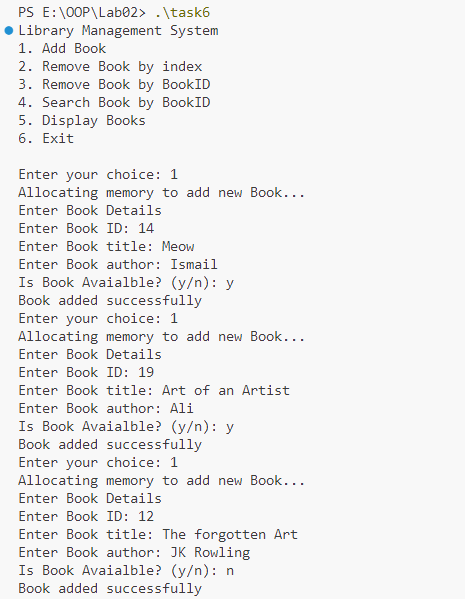 PS E:\OOP\Lab02> .\task6
Library Management System
1. Add Book
2. Remove Book by index
3. Remove Book by BookID
4. Search Book by BookID
5. Display Books
6. Exit
Enter your choice: 1
Allocating memory to add new Book...
Enter Book Details
Enter Book ID: 14
Enter Book title: Meow
Enter Book author: Ismail
Is Book Avaialble? (y/n): y
Book added successfully
Enter your choice: 1
Allocating memory to add new Book...
Enter Book Details
Enter Book ID: 19
Enter Book title: Art of an Artist
Enter Book author: Ali
Is Book Avaialble? (y/n): y
Book added successfully
Enter your choice: 1
Allocating memory to add new Book...
Enter Book Details
Enter Book ID: 12
Enter Book title: The forgotten Art
Enter Book author: JK Rowling
Is Book Avaialble? (y/n): n
Book added successfully